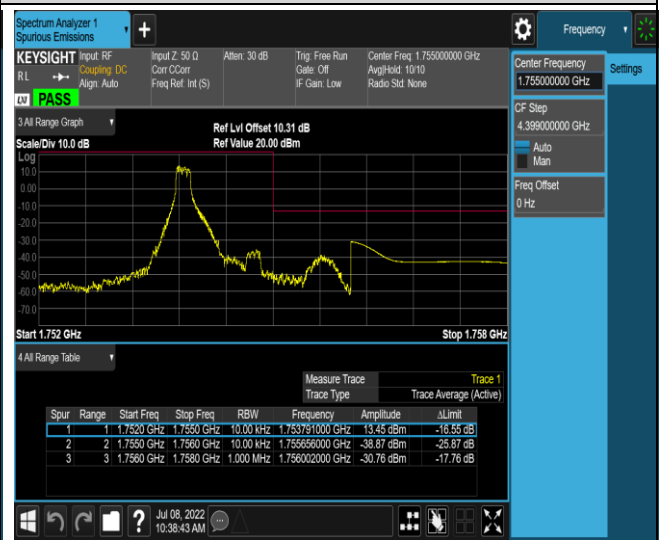 Spectrum Analyzer 1
Spurious Emissions
Frequency
KEYSIGHT Input: RF Input Z: 50 Ω Atten: 30 dB Trig: Free Run Center Freq: 1.755000000 GHz
RL Coupling: DC Corr CCorr Gate: Off Avg|Hold: 10/10
Align: Auto Freq Ref: Int (S) IF Gain: Low Radio Std: None
LXI PASS
Center Frequency
1.755000000 GHz
Settings
CF Step
4.399000000 GHz
Auto
Man
Freq Offset
0 Hz
3 All Range Graph
Ref Lvl Offset 10.31 dB
Scale/Div 10.0 dB Ref Value 20.00 dBm
Log
10.0
0.00
-10.0
-20.0
-30.0
-40.0
-50.0
-60.0
-70.0
Start 1.752 GHz Stop 1.758 GHz
4 All Range Table
Measure Trace Trace 1
Trace Type Trace Average (Active)
Spur Range Start Freq Stop Freq RBW Frequency Amplitude ΔLimit
1 1 1.7520 GHz 1.7550 GHz 10.00 kHz 1.753791000 GHz 13.45 dBm -16.55 dB
2 2 1.7550 GHz 1.7560 GHz 10.00 kHz 1.755656000 GHz -38.87 dBm -25.87 dB
3 3 1.7560 GHz 1.7580 GHz 1.000 MHz 1.756002000 GHz -30.76 dBm -17.76 dB
? Jul 08, 2022
10:38:43 AM